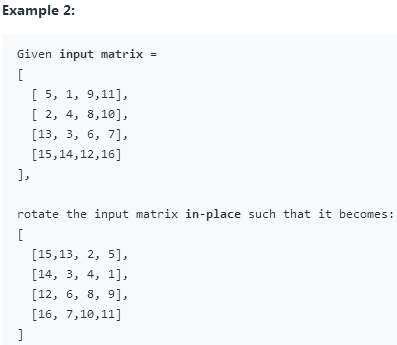 Example 2:
Given input matrix =
[
[ 5, 1, 9,11],
[ 2, 4, 8,10],
[13, 3, 6, 7],
[15,14,12,16]
],
rotate the input matrix in-place such that it becomes:
[
[15,13, 2, 5],
[14, 3, 4, 1],
[12, 6, 8, 9],
[16, 7,10,11]
]